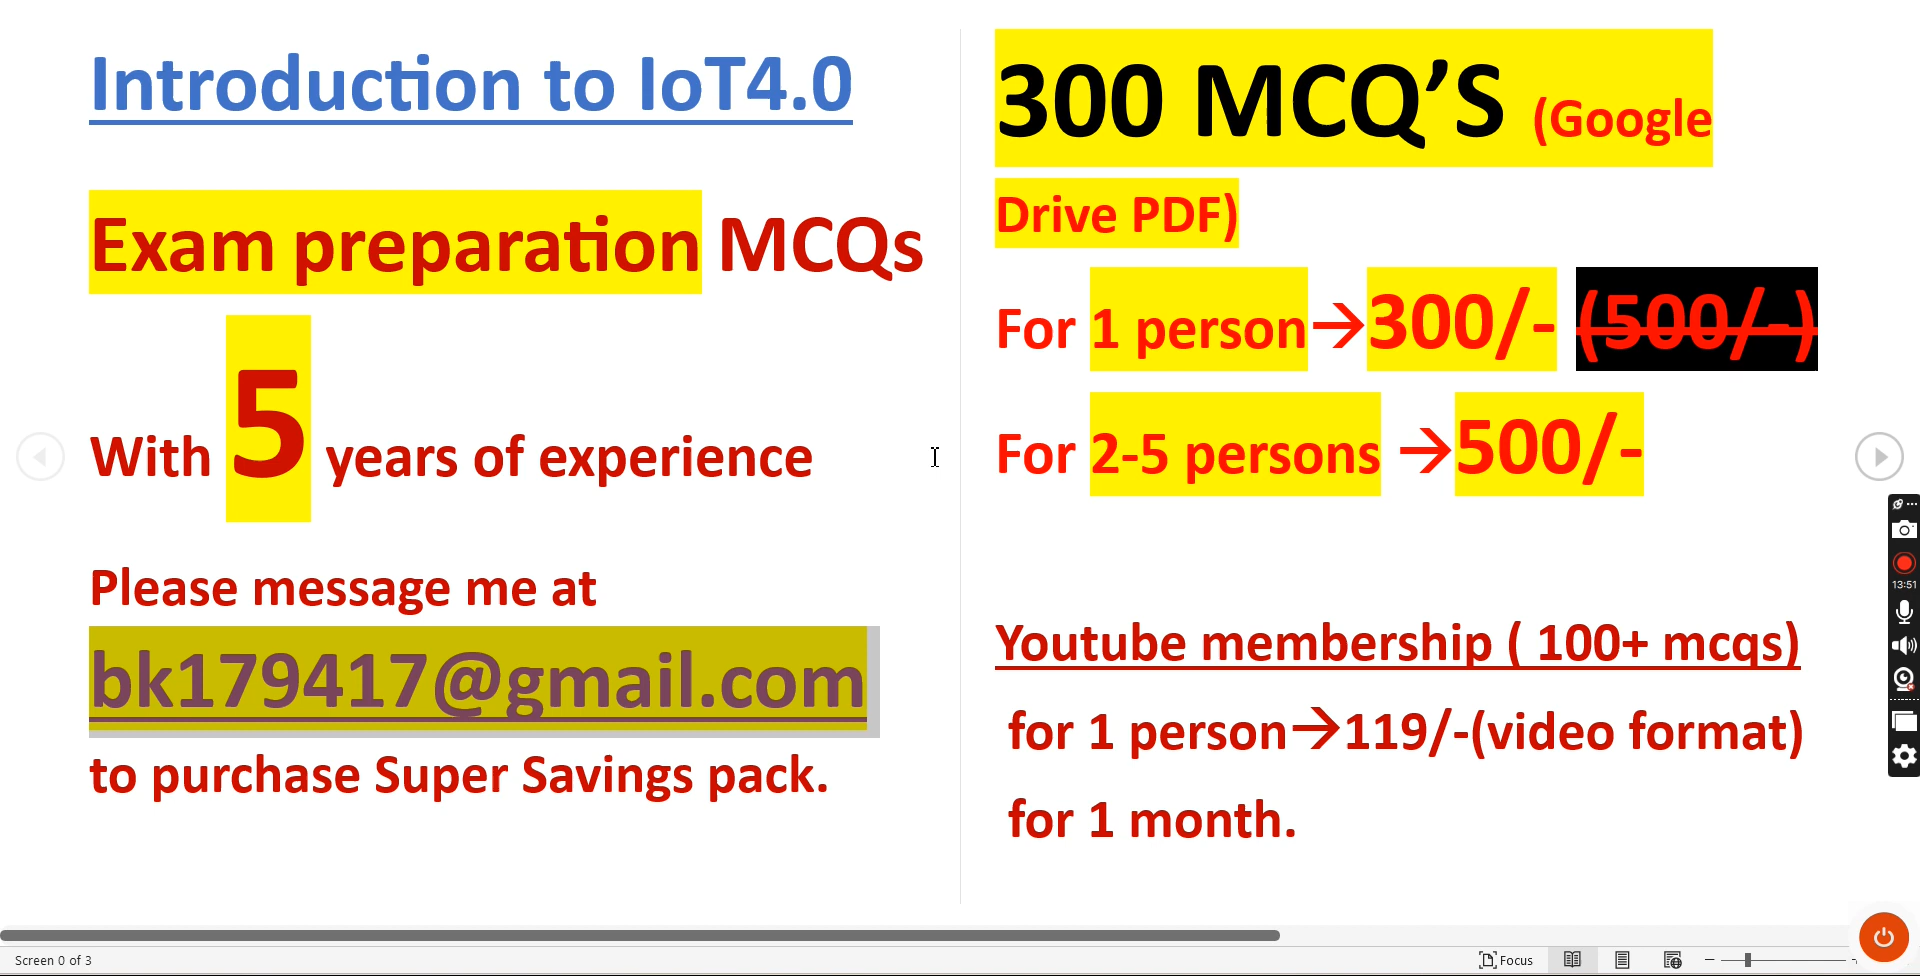 Introduction to IoT4.0
Exam preparation MCQs
With 5 years of experience
Please message me at
bk179417@gmail.com
to purchase Super Savings pack.
300 MCQ’S (Google
Drive PDF)
For 1 person→300/- (500/-)
For 2-5 persons →500/-
Youtube membership ( 100+ mcqs)
for 1 person→119/-(video format)
for 1 month.
13:51
Screen 0 of 3
Focus